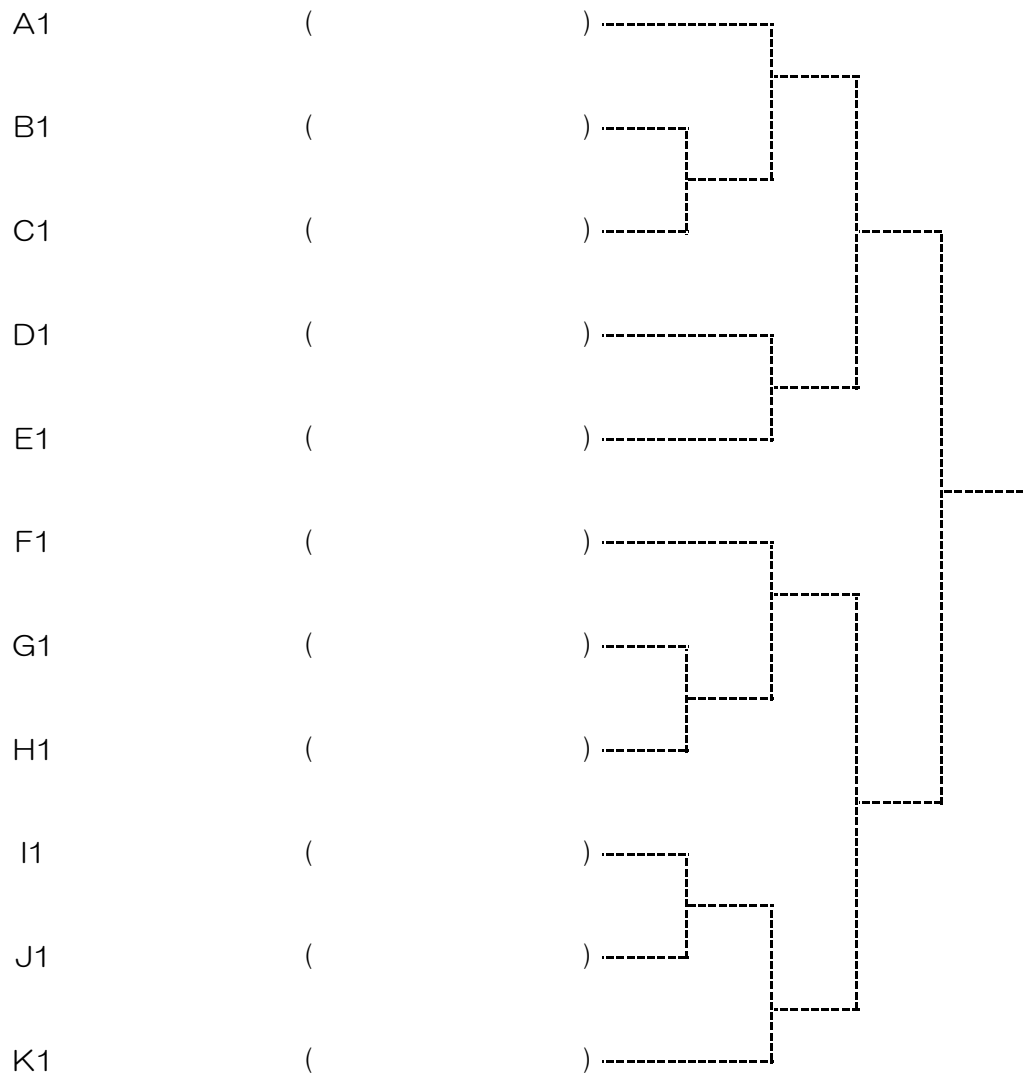 A1 ( )
B1 ( )
C1 ( )
D1 ( )
E1 ( )
F1 ( )
G1 ( )
H1 ( )
I1 ( )
J1 ( )
K1 ( )